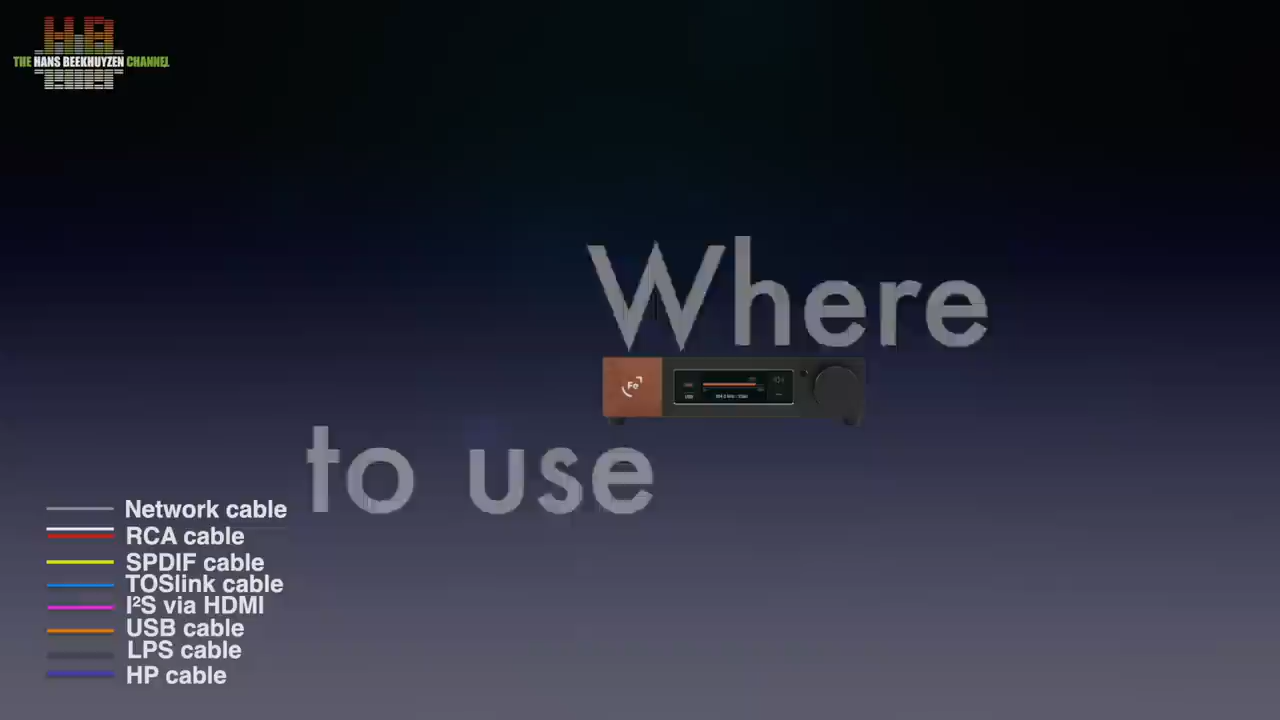 THE HANS BEEKHUYZEN CHANNEL
Where
Fe
to use
Network cable
RCA cable
SPDIF cable
TOSlink cable
I²S via HDMI
USB cable
LPS cable
HP cable